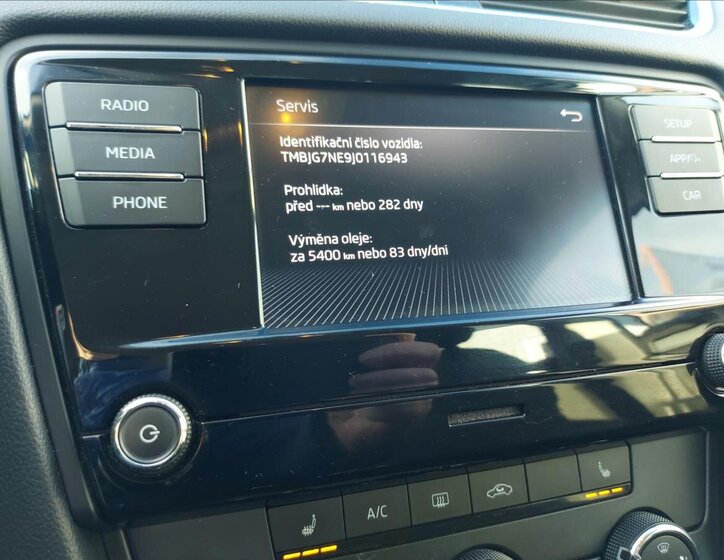 RADIO
MEDIA
PHONE
Servis
Identifikační číslo vozidla:
TMBJG7NE9J0116943
Prohlídka:
před --- km nebo 282 dny
Výměna oleje:
za 5400 km nebo 83 dny/dní
SETUP
APP/
CAR
A/C